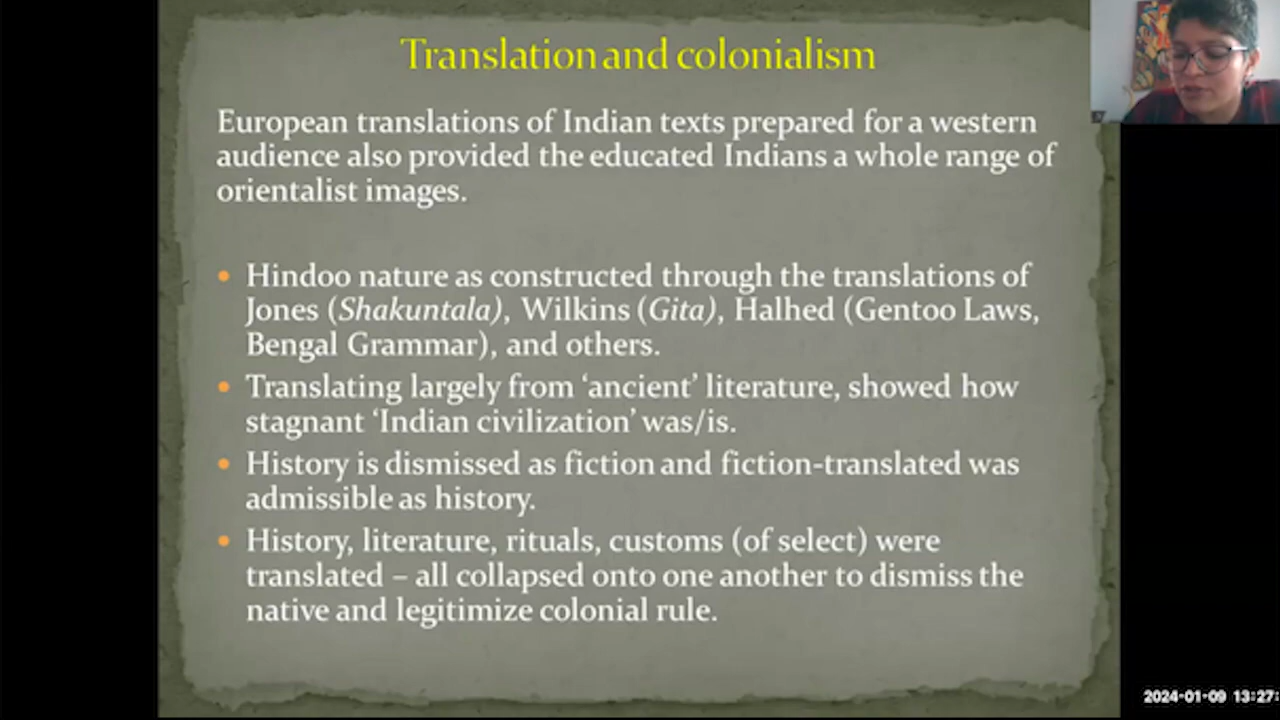 Translation and colonialism
European translations of Indian texts prepared for a western
audience also provided the educated Indians a whole range of
orientalist images.
• Hindoo nature as constructed through the translations of
Jones (Shakuntala), Wilkins (Gita), Halhed (Gentoo Laws,
Bengal Grammar), and others.
• Translating largely from ‘ancient’ literature, showed how
stagnant ‘Indian civilization’ was/is.
• History is dismissed as fiction and fiction-translated was
admissible as history.
• History, literature, rituals, customs (of select) were
translated – all collapsed onto one another to dismiss the
native and legitimize colonial rule.
2024-01-09 13:27: